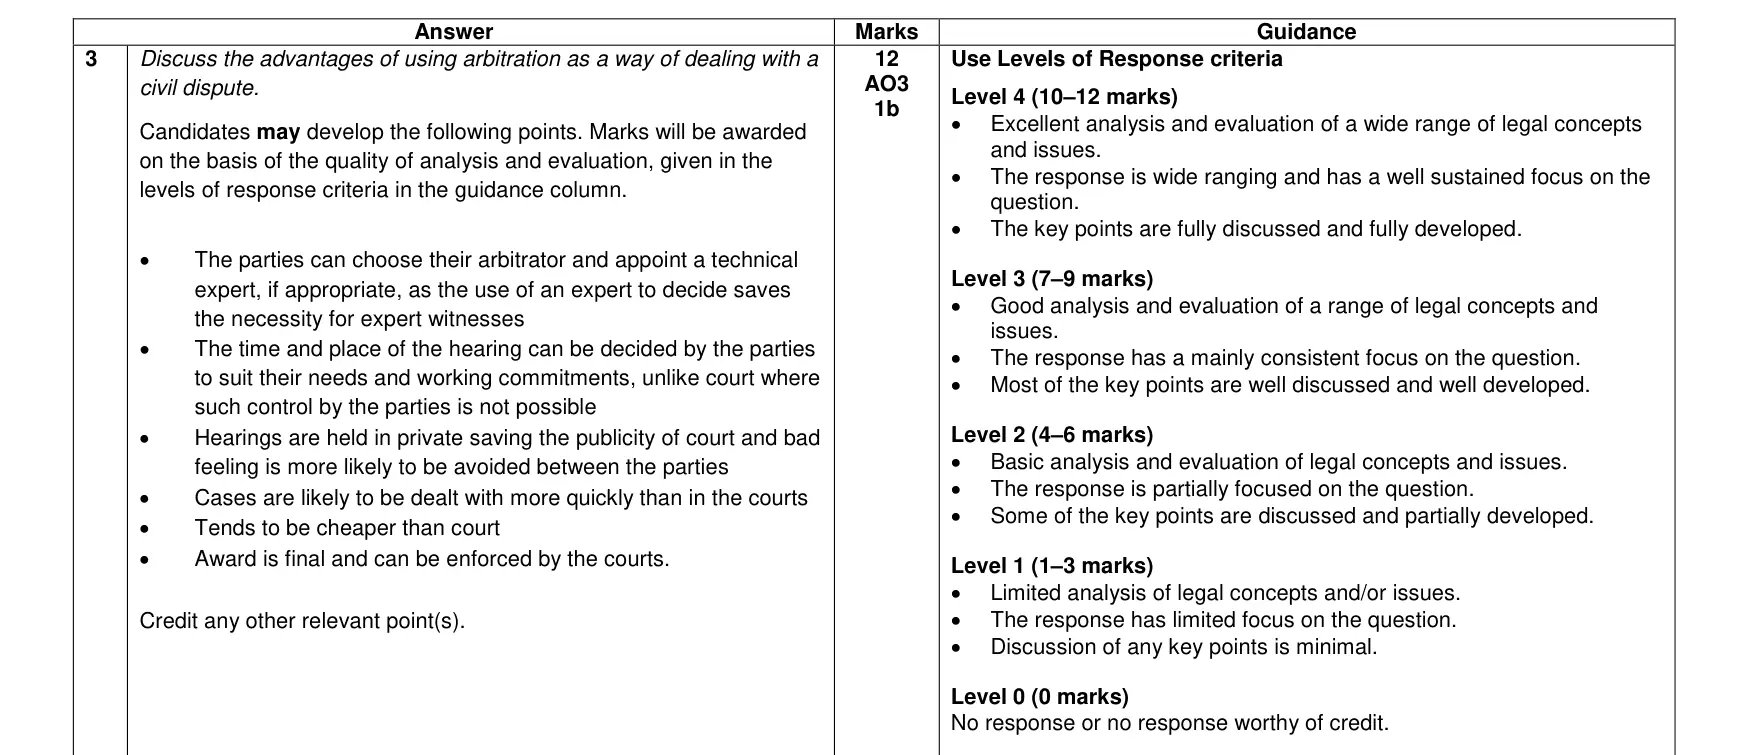 Answer
Marks
Guidance
3
Discuss the advantages of using arbitration as a way of dealing with a
civil dispute.
Candidates may develop the following points. Marks will be awarded
on the basis of the quality of analysis and evaluation, given in the
levels of response criteria in the guidance column.
• The parties can choose their arbitrator and appoint a technical
expert, if appropriate, as the use of an expert to decide saves
the necessity for expert witnesses
• The time and place of the hearing can be decided by the parties
to suit their needs and working commitments, unlike court where
such control by the parties is not possible
• Hearings are held in private saving the publicity of court and bad
feeling is more likely to be avoided between the parties
• Cases are likely to be dealt with more quickly than in the courts
• Tends to be cheaper than court
• Award is final and can be enforced by the courts.
Credit any other relevant point(s).
12
AO3
1b
Use Levels of Response criteria
Level 4 (10–12 marks)
• Excellent analysis and evaluation of a wide range of legal concepts
and issues.
• The response is wide ranging and has a well sustained focus on the
question.
• The key points are fully discussed and fully developed.
Level 3 (7–9 marks)
• Good analysis and evaluation of a range of legal concepts and
issues.
• The response has a mainly consistent focus on the question.
• Most of the key points are well discussed and well developed.
Level 2 (4–6 marks)
• Basic analysis and evaluation of legal concepts and issues.
• The response is partially focused on the question.
• Some of the key points are discussed and partially developed.
Level 1 (1–3 marks)
• Limited analysis of legal concepts and/or issues.
• The response has limited focus on the question.
• Discussion of any key points is minimal.
Level 0 (0 marks)
No response or no response worthy of credit.